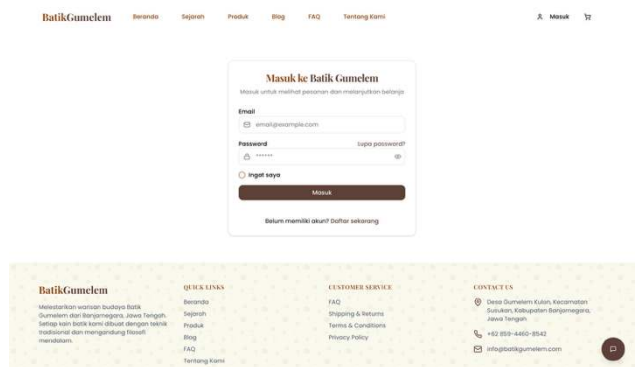 BatikGumelem
Beranda
Sejarah
Produk
Blog
FAQ
Tentang Kami
Masuk
Masuk ke Batik Gumelem
Masuk untuk melihat pesanan dan melanjutkan belanja
Email
email@example.com
Password
Lupa password?
••••••
Ingat saya
Masuk
Belum memiliki akun? Daftar sekarang
BatikGumelem
Melestarikan warisan budaya Batik
Gumelem dari Banjarnegara, Jawa Tengah.
Setiap kain batik kami dibuat dengan teknik
tradisional dan mengandung filosofi
mendalam.
QUICK LINKS
Beranda
Sejarah
Produk
Blog
FAQ
Tentang Kami
CUSTOMER SERVICE
FAQ
Shipping & Returns
Terms & Conditions
Privacy Policy
CONTACT US
Desa Gumelem Kulon, Kecamatan
Susukan, Kabupaten Banjarnegara,
Jawa Tengah
+62 859-4460-8542
info@batikgumelem.com